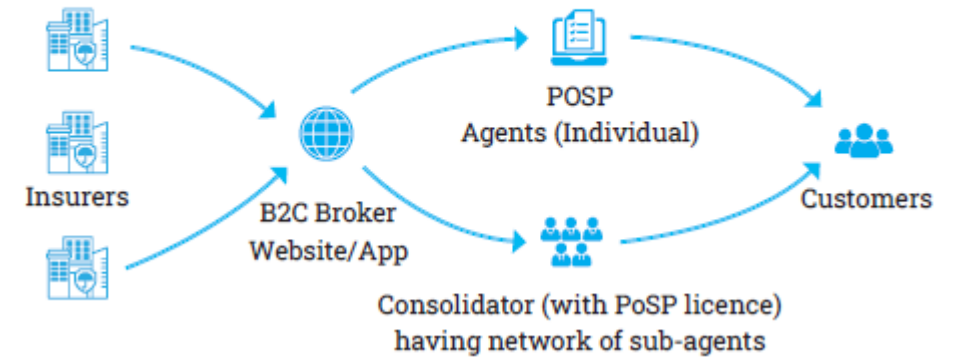 POSP
Agents (Individual)
Insurers
B2C Broker
Website/App
Customers
Consolidator (with PoSP licence)
having network of sub-agents